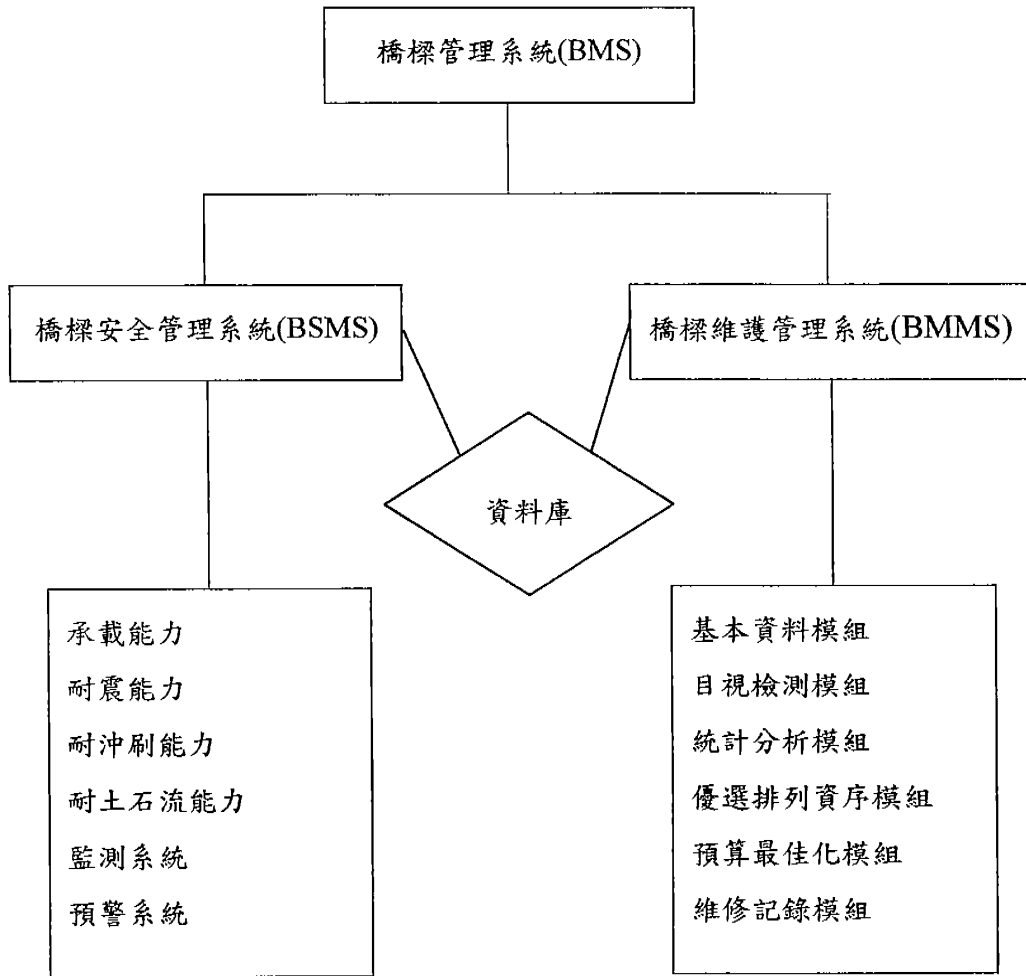 橋樑管理系統(BMS)
橋樑安全管理系統(BSMS)
橋樑維護管理系統(BMMS)
資料庫
承載能力
耐震能力
耐沖刷能力
耐土石流能力
監測系統
預警系統
基本資料模組
目視檢測模組
統計分析模組
優選排列資序模組
預算最佳化模組
維修記錄模組